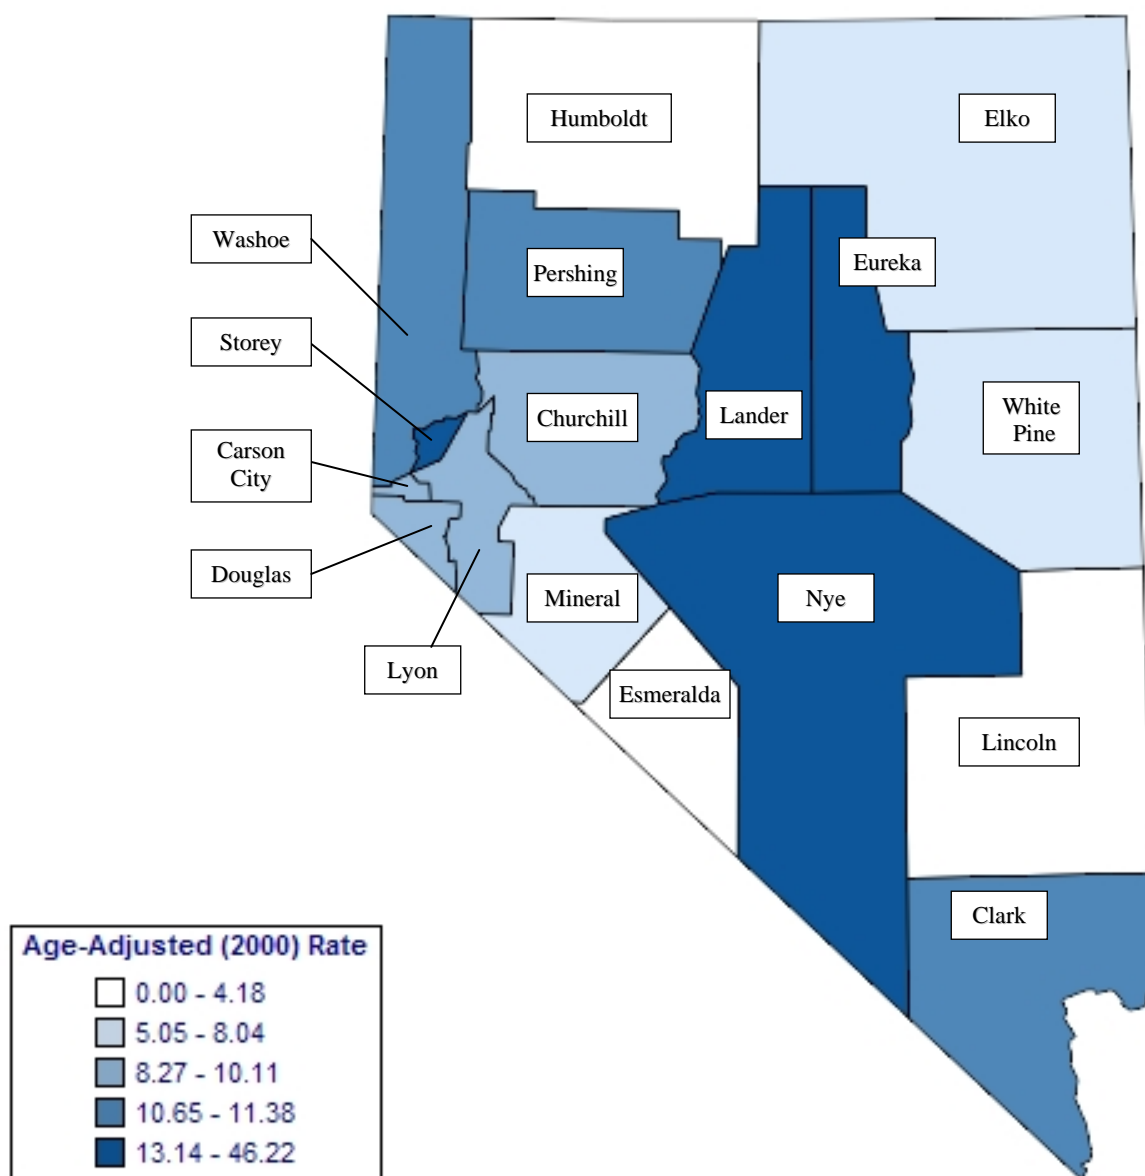 Humboldt
Elko
Washoe
Eureka
Pershing
Storey
White
Pine
Churchill
Lander
Carson
City
Douglas
Mineral
Nye
Lyon
Esmeralda
Lincoln
Clark
Age-Adjusted (2000) Rate
0.00 - 4.18
5.05 - 8.04
8.27 - 10.11
10.65 - 11.38
13.14 - 46.22